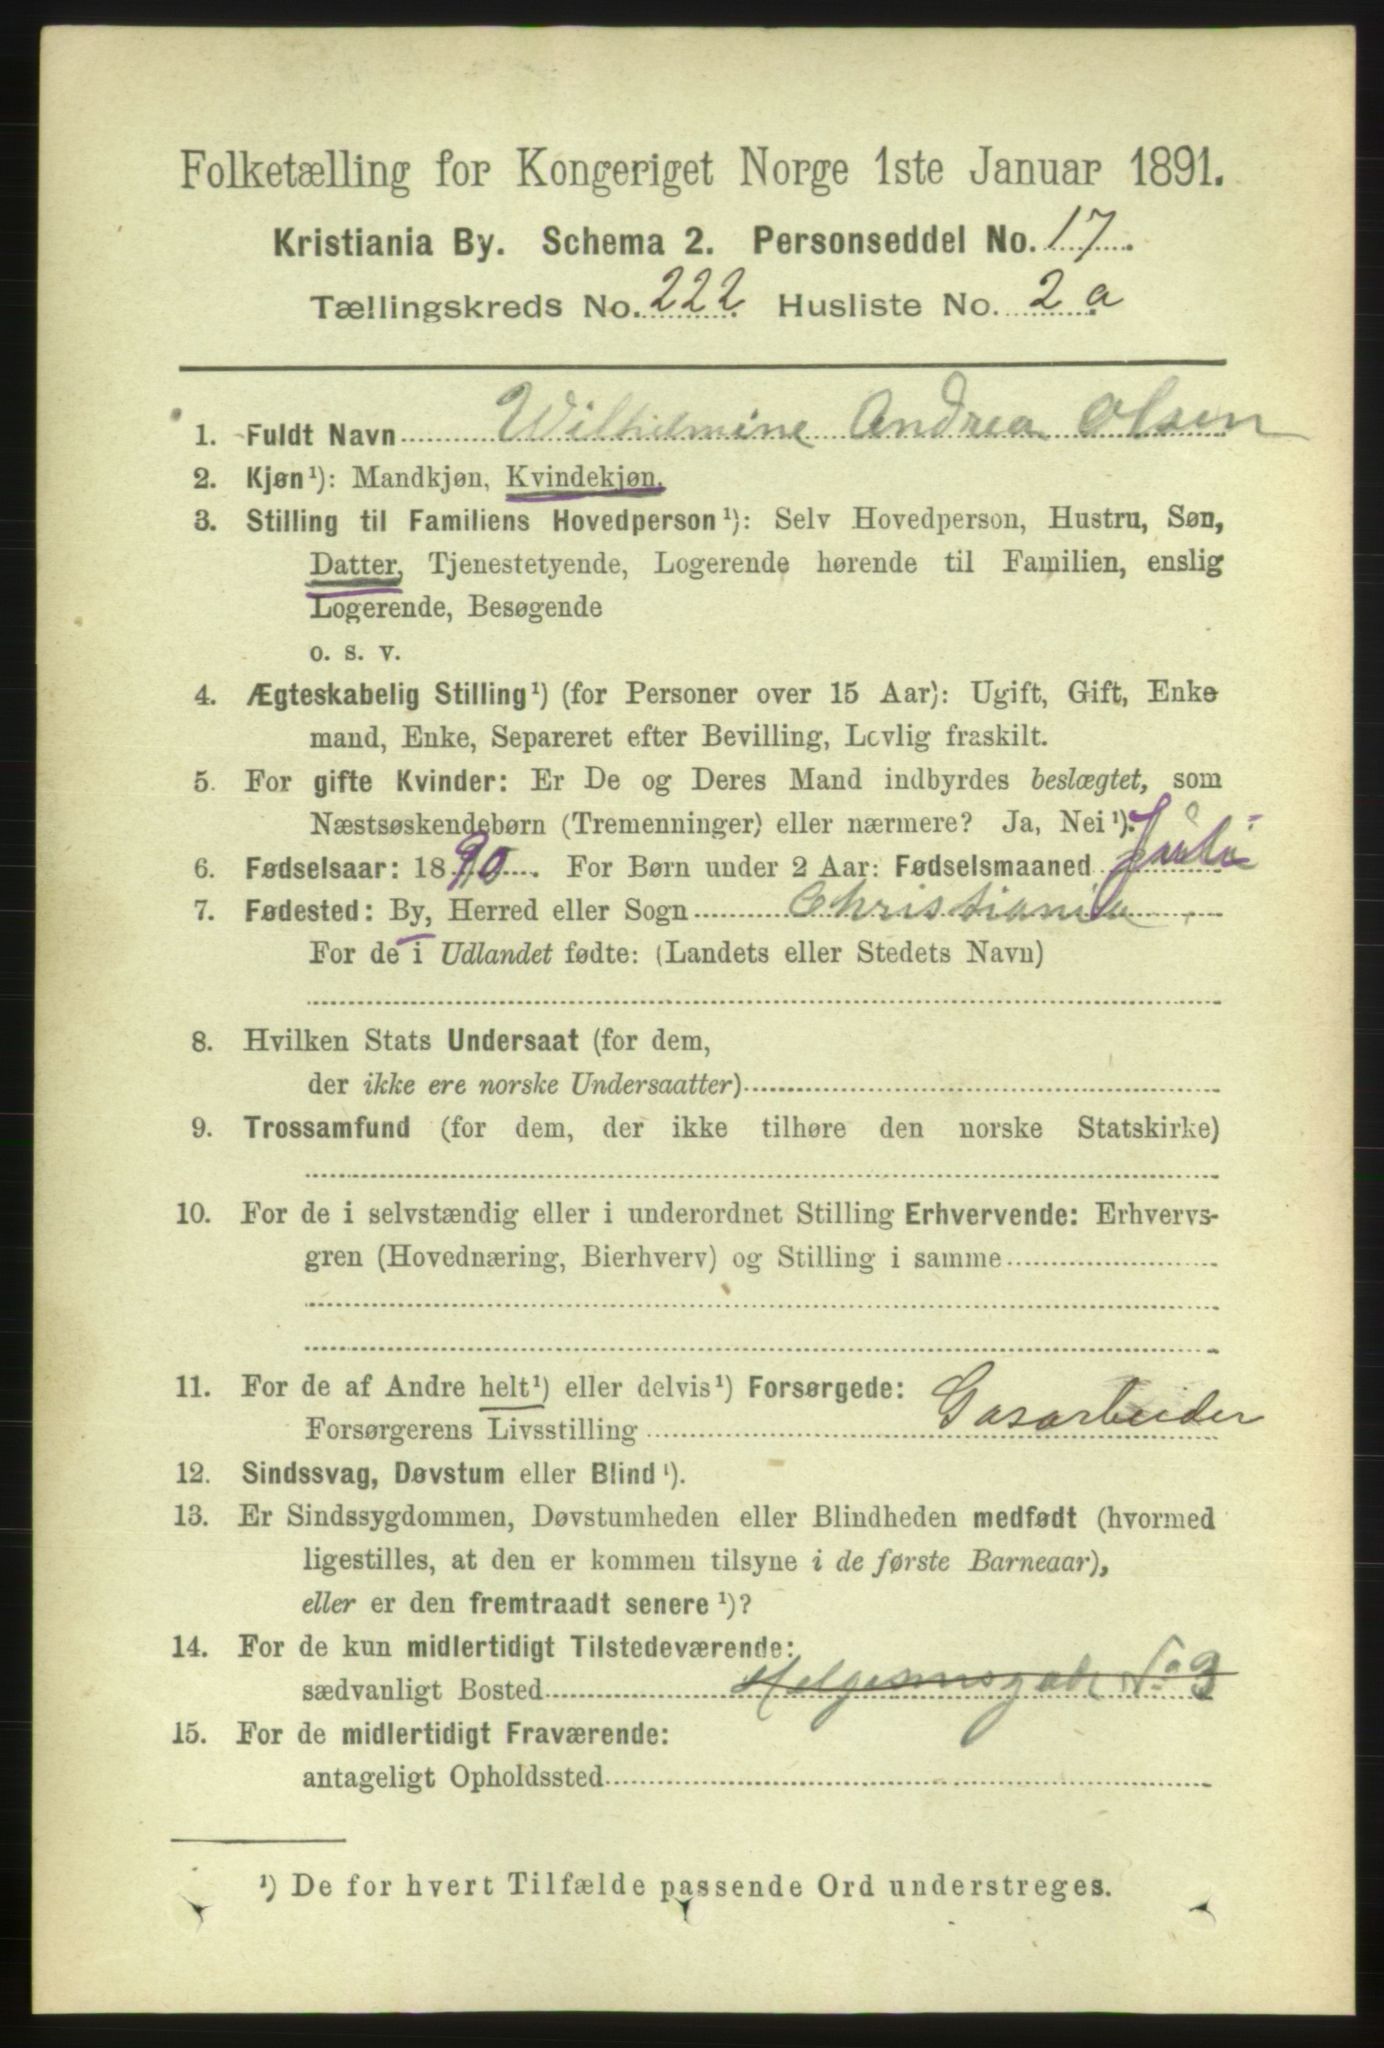 Folketælling for Kongeriget Norge 1ste Januar 1891.
Kristiania By. Schema 2. Personseddel No. 17.
Tællingskreds No. 222 Husliste No. 2 a
1. Fuldt Navn Wilhelmine Andrea Olsen
2. Kjøn¹): Mandkjøn, Kvindekjøn.
3. Stilling til Familiens Hovedperson¹): Selv Hovedperson, Hustru, Søn,
Datter, Tjenestetyende, Logerende hørende til Familien, enslig
Logerende, Besøgende
o. s. v.
4. Ægteskabelig Stilling¹) (for Personer over 15 Aar): Ugift, Gift, Enke
mand, Enke, Separeret efter Bevilling, Lovlig fraskilt.
5. For gifte Kvinder: Er De og Deres Mand indbyrdes beslægtet, som
Næstsøskendebørn (Tremenninger) eller nærmere? Ja, Nei¹).
6. Fødselsaar: 1890. For Børn under 2 Aar: Fødselsmaaned
7. Fødested: By, Herred eller Sogn Christiania
For de i Udlandet fødte: (Landets eller Stedets Navn)
8. Hvilken Stats Undersaat (for dem,
der ikke ere norske Undersaatter)
9. Trossamfund (for dem, der ikke tilhøre den norske Statskirke)
10. For de i selvstændig eller i underordnet Stilling Erhvervende: Erhvervs-
gren (Hovednæring, Bierhverv) og Stilling i samme
11. For de af Andre helt¹) eller delvis¹) Forsørgede:
Forsørgerens Livsstilling Gasarbeider
12. Sindssvag, Døvstum eller Blind¹).
13. Er Sindssygdommen, Døvstumheden eller Blindheden medfødt (hvormed
ligestilles, at den er kommen tilsyne i de første Barneaar),
eller er den fremtraadt senere¹)?
14. For de kun midlertidigt Tilstedeværende:
sædvanligt Bosted Helgesensgade No 3
15. For de midlertidigt Fraværende:
antageligt Opholdssted
¹) De for hvert Tilfælde passende Ord understreges.